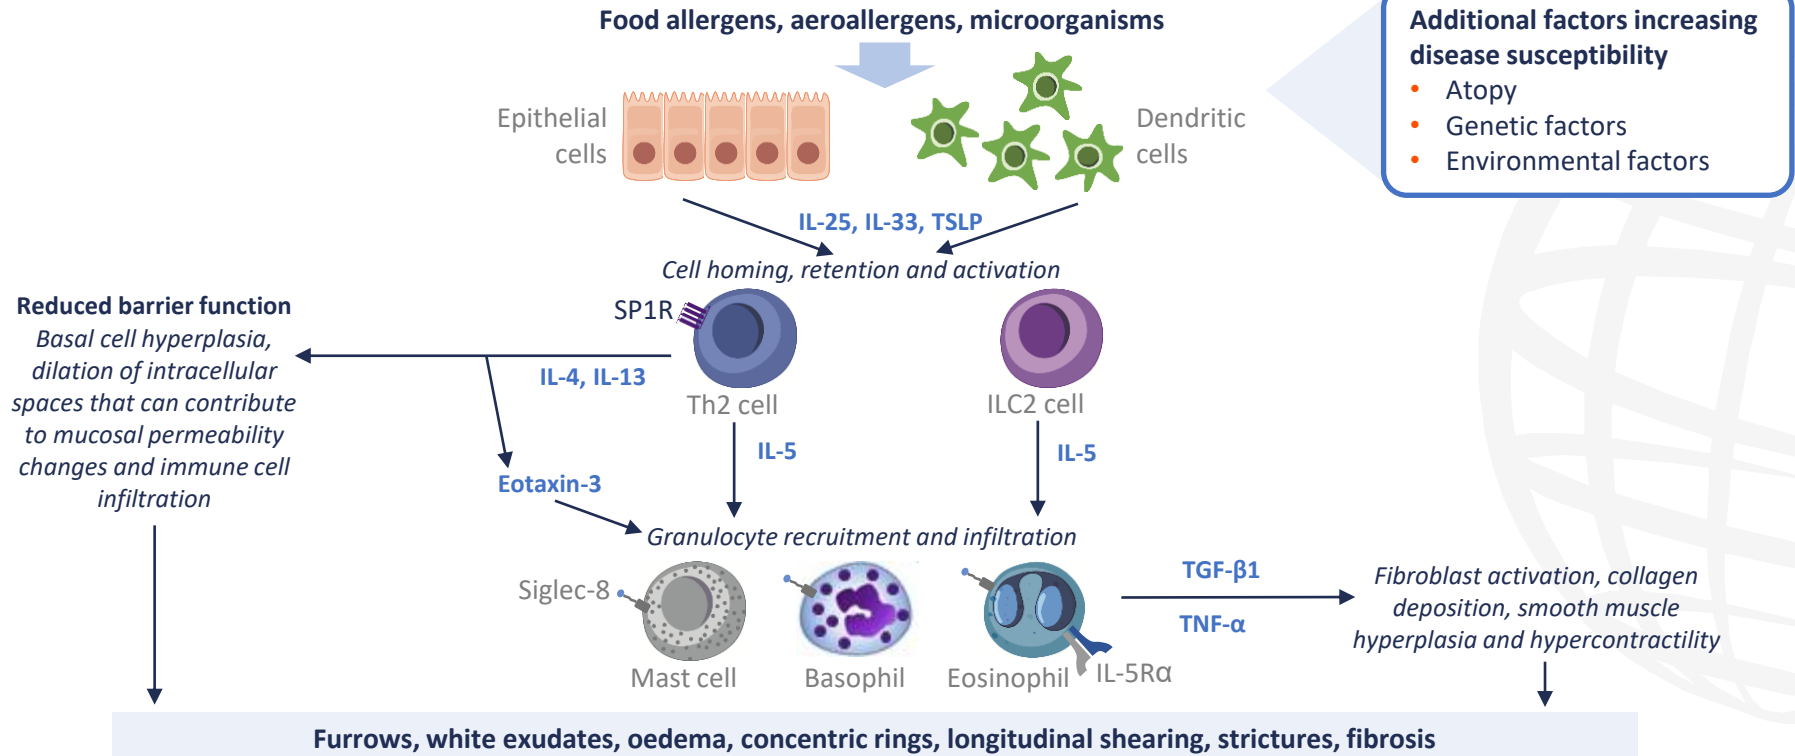 Food allergens, aeroallergens, microorganisms
Additional factors increasing
disease susceptibility
• Atopy
• Genetic factors
• Environmental factors
Epithelial
cells
Dendritic
cells
IL-25, IL-33, TSLP
Cell homing, retention and activation
Reduced barrier function
Basal cell hyperplasia,
dilation of intracellular
spaces that can contribute
to mucosal permeability
changes and immune cell
infiltration
SP1R
IL-4, IL-13
Th2 cell
ILC2 cell
IL-5
IL-5
Eotaxin-3
Granulocyte recruitment and infiltration
Siglec-8
Mast cell
Basophil
Eosinophil
IL-5Rα
TGF-β1
TNF-α
Fibroblast activation, collagen
deposition, smooth muscle
hyperplasia and hypercontractility
Furrows, white exudates, oedema, concentric rings, longitudinal shearing, strictures, fibrosis